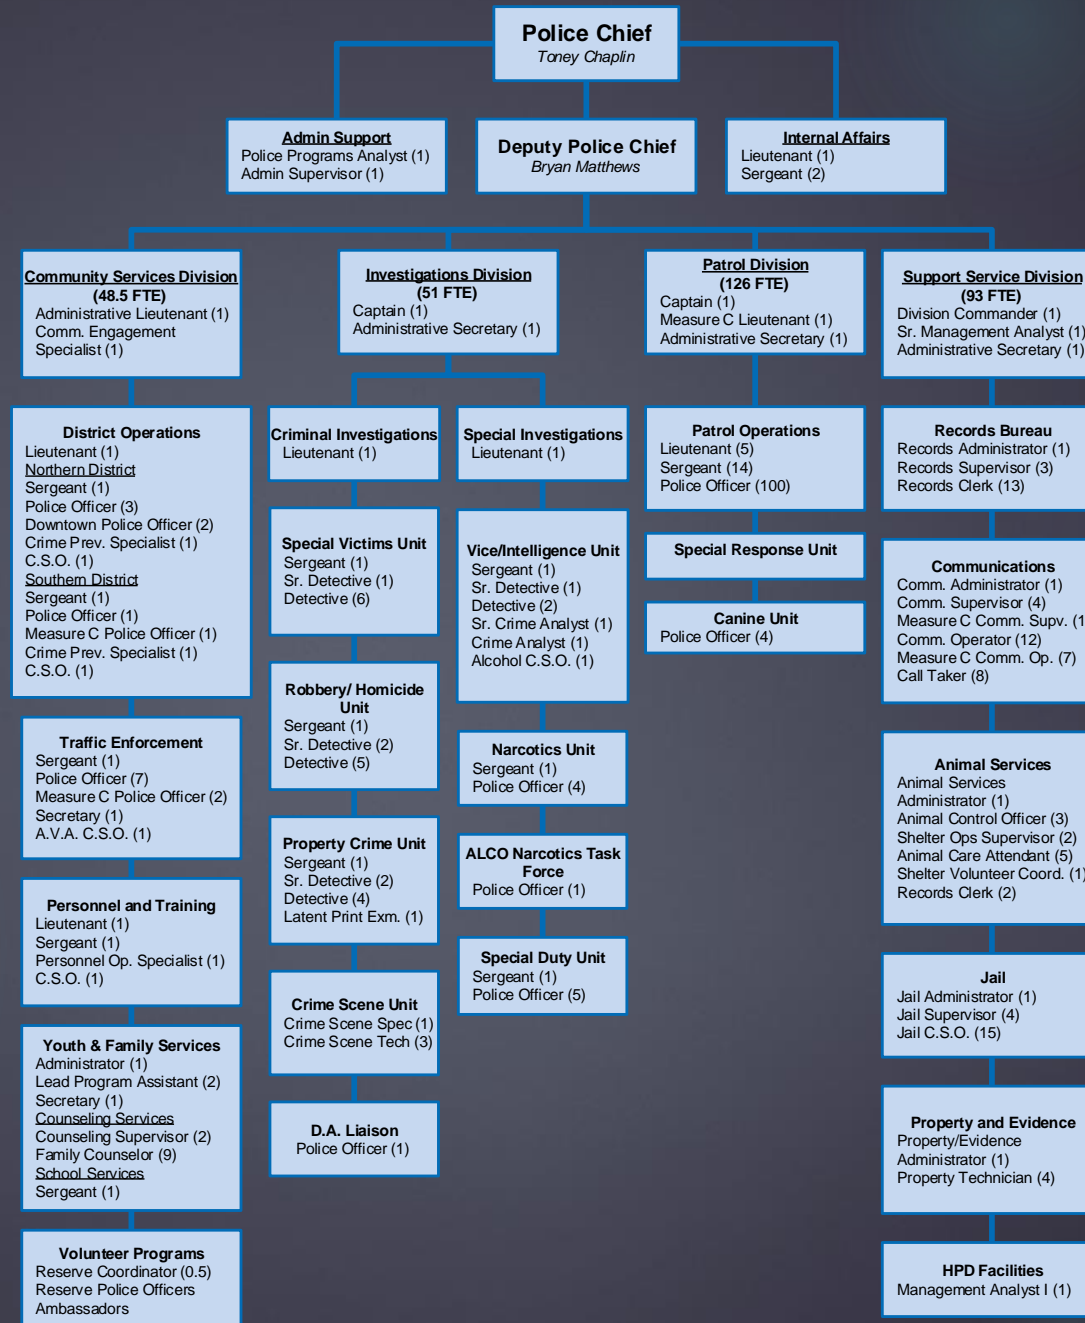 Police Chief
Toney Chaplin
Admin Support
Police Programs Analyst (1)
Admin Supervisor (1)
Deputy Police Chief
Bryan Matthews
Internal Affairs
Lieutenant (1)
Sergeant (2)
Community Services Division
(48.5 FTE)
Administrative Lieutenant (1)
Comm. Engagement
Specialist (1)
District Operations
Lieutenant (1)
Northern District
Sergeant (1)
Police Officer (3)
Downtown Police Officer (2)
Crime Prev. Specialist (1)
C.S.O. (1)
Southern District
Sergeant (1)
Police Officer (1)
Measure C Police Officer (1)
Crime Prev. Specialist (1)
C.S.O. (1)
Traffic Enforcement
Sergeant (1)
Police Officer (7)
Measure C Police Officer (2)
Secretary (1)
A.V.A. C.S.O. (1)
Personnel and Training
Lieutenant (1)
Sergeant (1)
Personnel Op. Specialist (1)
C.S.O. (1)
Youth & Family Services
Administrator (1)
Lead Program Assistant (2)
Secretary (1)
Counseling Services
Counseling Supervisor (2)
Family Counselor (9)
School Services
Sergeant (1)
Volunteer Programs
Reserve Coordinator (0.5)
Reserve Police Officers
Ambassadors
Investigations Division
(51 FTE)
Captain (1)
Administrative Secretary (1)
Criminal Investigations
Lieutenant (1)
Special Victims Unit
Sergeant (1)
Sr. Detective (1)
Detective (6)
Robbery/ Homicide
Unit
Sergeant (1)
Sr. Detective (2)
Detective (5)
Property Crime Unit
Sergeant (1)
Sr. Detective (2)
Detective (4)
Latent Print Exm. (1)
Crime Scene Unit
Crime Scene Spec (1)
Crime Scene Tech (3)
D.A. Liaison
Police Officer (1)
Special Investigations
Lieutenant (1)
Vice/Intelligence Unit
Sergeant (1)
Sr. Detective (1)
Detective (2)
Sr. Crime Analyst (1)
Crime Analyst (1)
Alcohol C.S.O. (1)
Narcotics Unit
Sergeant (1)
Police Officer (4)
ALCO Narcotics Task
Force
Police Officer (1)
Special Duty Unit
Sergeant (1)
Police Officer (5)
Patrol Division
(126 FTE)
Captain (1)
Measure C Lieutenant (1)
Administrative Secretary (1)
Patrol Operations
Lieutenant (5)
Sergeant (14)
Police Officer (100)
Special Response Unit
Canine Unit
Police Officer (4)
Support Service Division
(93 FTE)
Division Commander (1)
Sr. Management Analyst (1)
Administrative Secretary (1)
Records Bureau
Records Administrator (1)
Records Supervisor (3)
Records Clerk (13)
Communications
Comm. Administrator (1)
Comm. Supervisor (4)
Measure C Comm. Supv. (1
Comm. Operator (12)
Measure C Comm. Op. (7)
Call Taker (8)
Animal Services
Animal Services
Administrator (1)
Animal Control Officer (3)
Shelter Ops Supervisor (2)
Animal Care Attendant (5)
Shelter Volunteer Coord. (1)
Records Clerk (2)
Jail
Jail Administrator (1)
Jail Supervisor (4)
Jail C.S.O. (15)
Property and Evidence
Property/Evidence
Administrator (1)
Property Technician (4)
HPD Facilities
Management Analyst I (1)